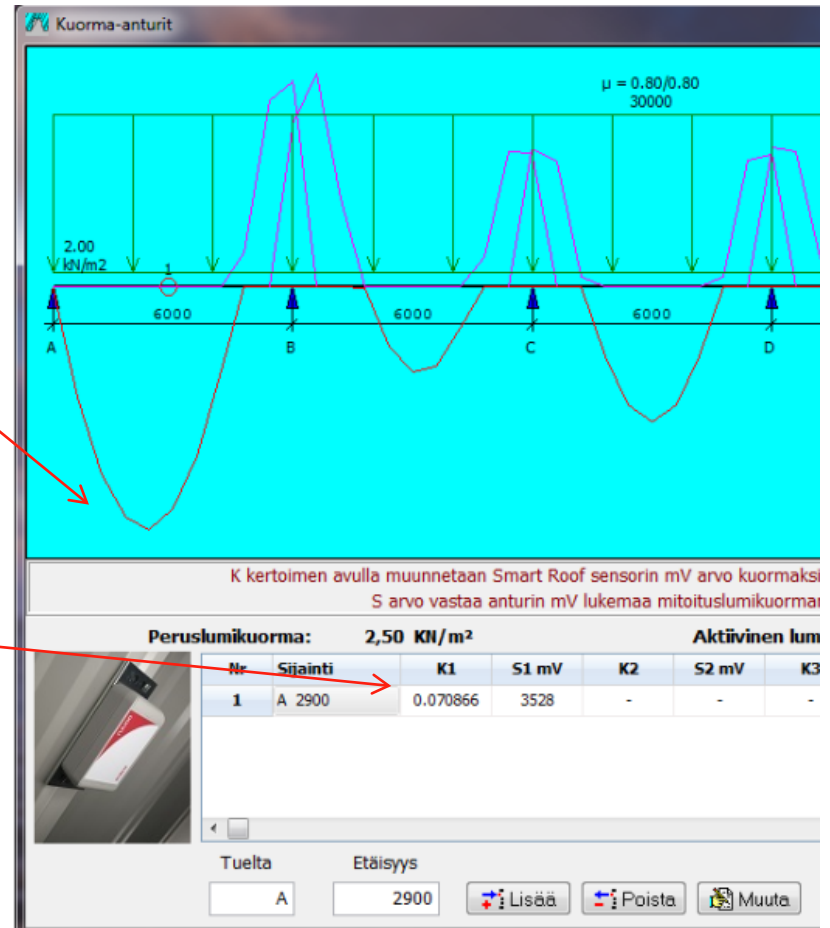 Kuorma-anturit
µ = 0.80/0.80
30000
2.00
kN/m2
1
6000
6000
6000
A
B
C
D
K kertoimen avulla muunnetaan Smart Roof sensorin mV arvo kuormaksi
S arvo vastaa anturin mV lukemaa mitoituslumikuorman
Peruslumikuorma: 2,50 KN/m² Aktiivinen lum
Nr Sijainti K1 S1 mV K2 S2 mV K3
1 A 2900 0.070866 3528 - - -
Tuelta Etäisyys
A 2900 Lisää Poista Muuta